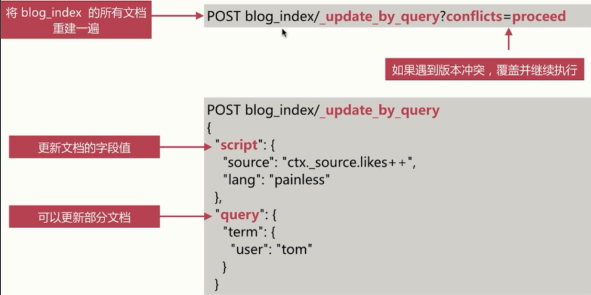 将 blog_index 的所有文档
重建一遍
POST blog_index/_update_by_query?conflicts=proceed
如果遇到版本冲突，覆盖并继续执行
POST blog_index/_update_by_query
{
更新文档的字段值
"script": {
"source": "ctx._source.likes++",
"lang": "painless"
},
可以更新部分文档
"query": {
"term": {
"user": "tom"
}
}